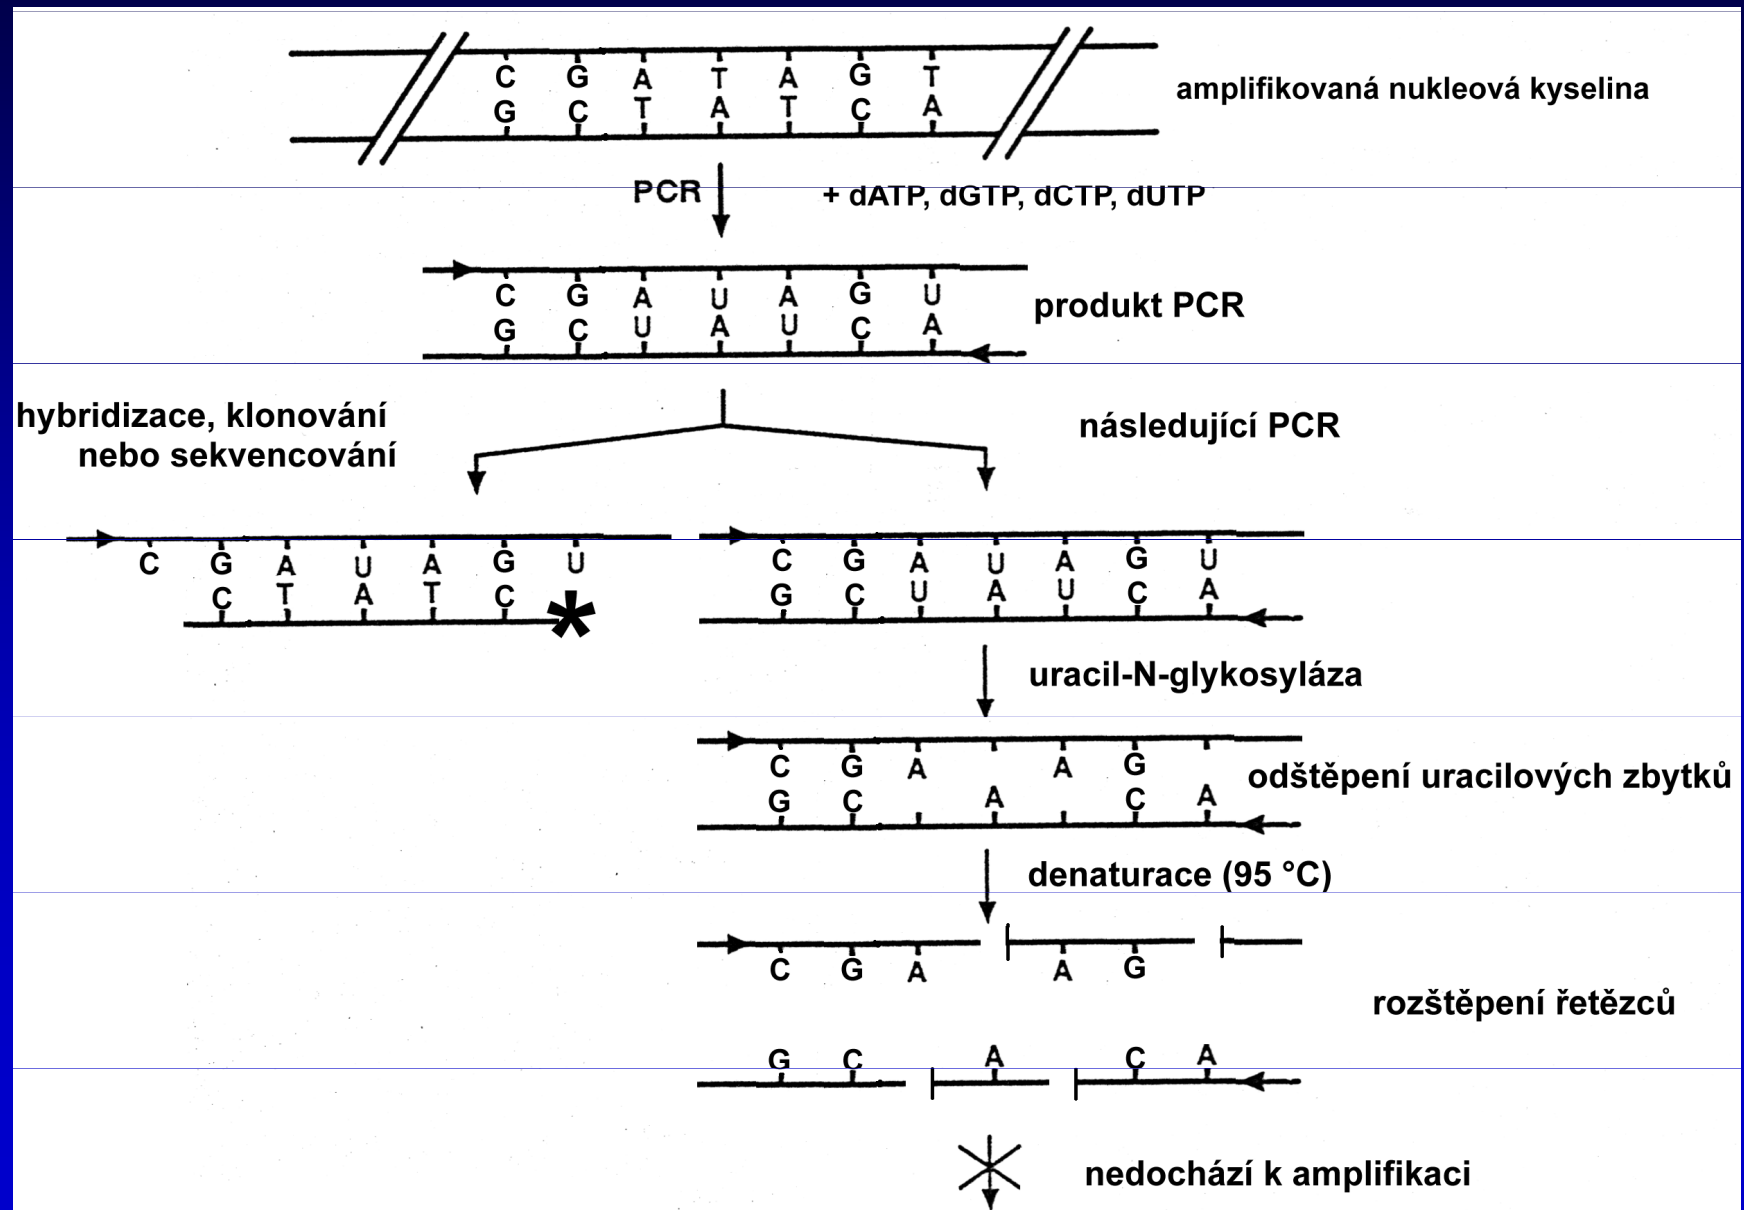 C G A T A G T
G C T A T C A
amplifikovaná nukleová kyselina
PCR
+ dATP, dGTP, dCTP, dUTP
C G A U A G U
G C U A U C A
produkt PCR
hybridizace, klonování
nebo sekvencování
následující PCR
C G A U A G U
C T A T C *
C G A U A G U
G C U A U C A
uracil-N-glykosyláza
C G A A G
G C A C A
odštěpení uracilových zbytků
denaturace (95 °C)
C G A A G
rozštěpení řetězců
G C A C A
nedochází k amplifikaci